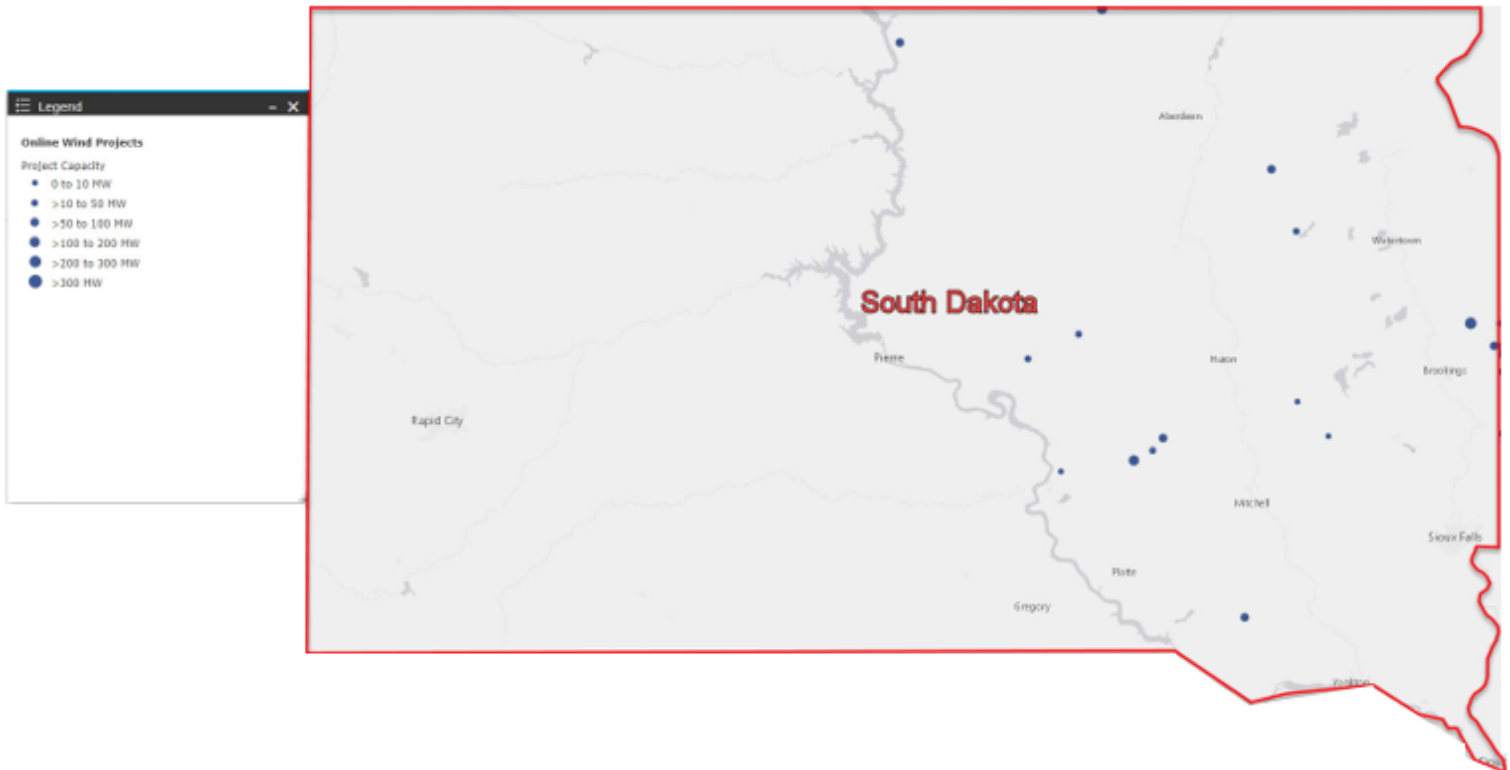 Legend
Online Wind Projects
Project Capacity
0 to 10 MW
>10 to 50 MW
>50 to 100 MW
>100 to 200 MW
>200 to 300 MW
>300 MW
Aberdeen
Watertown
South Dakota
Pierre
Huron
Brookings
Rapid City
Mitchell
Sioux Falls
Platte
Gregory
Yankton